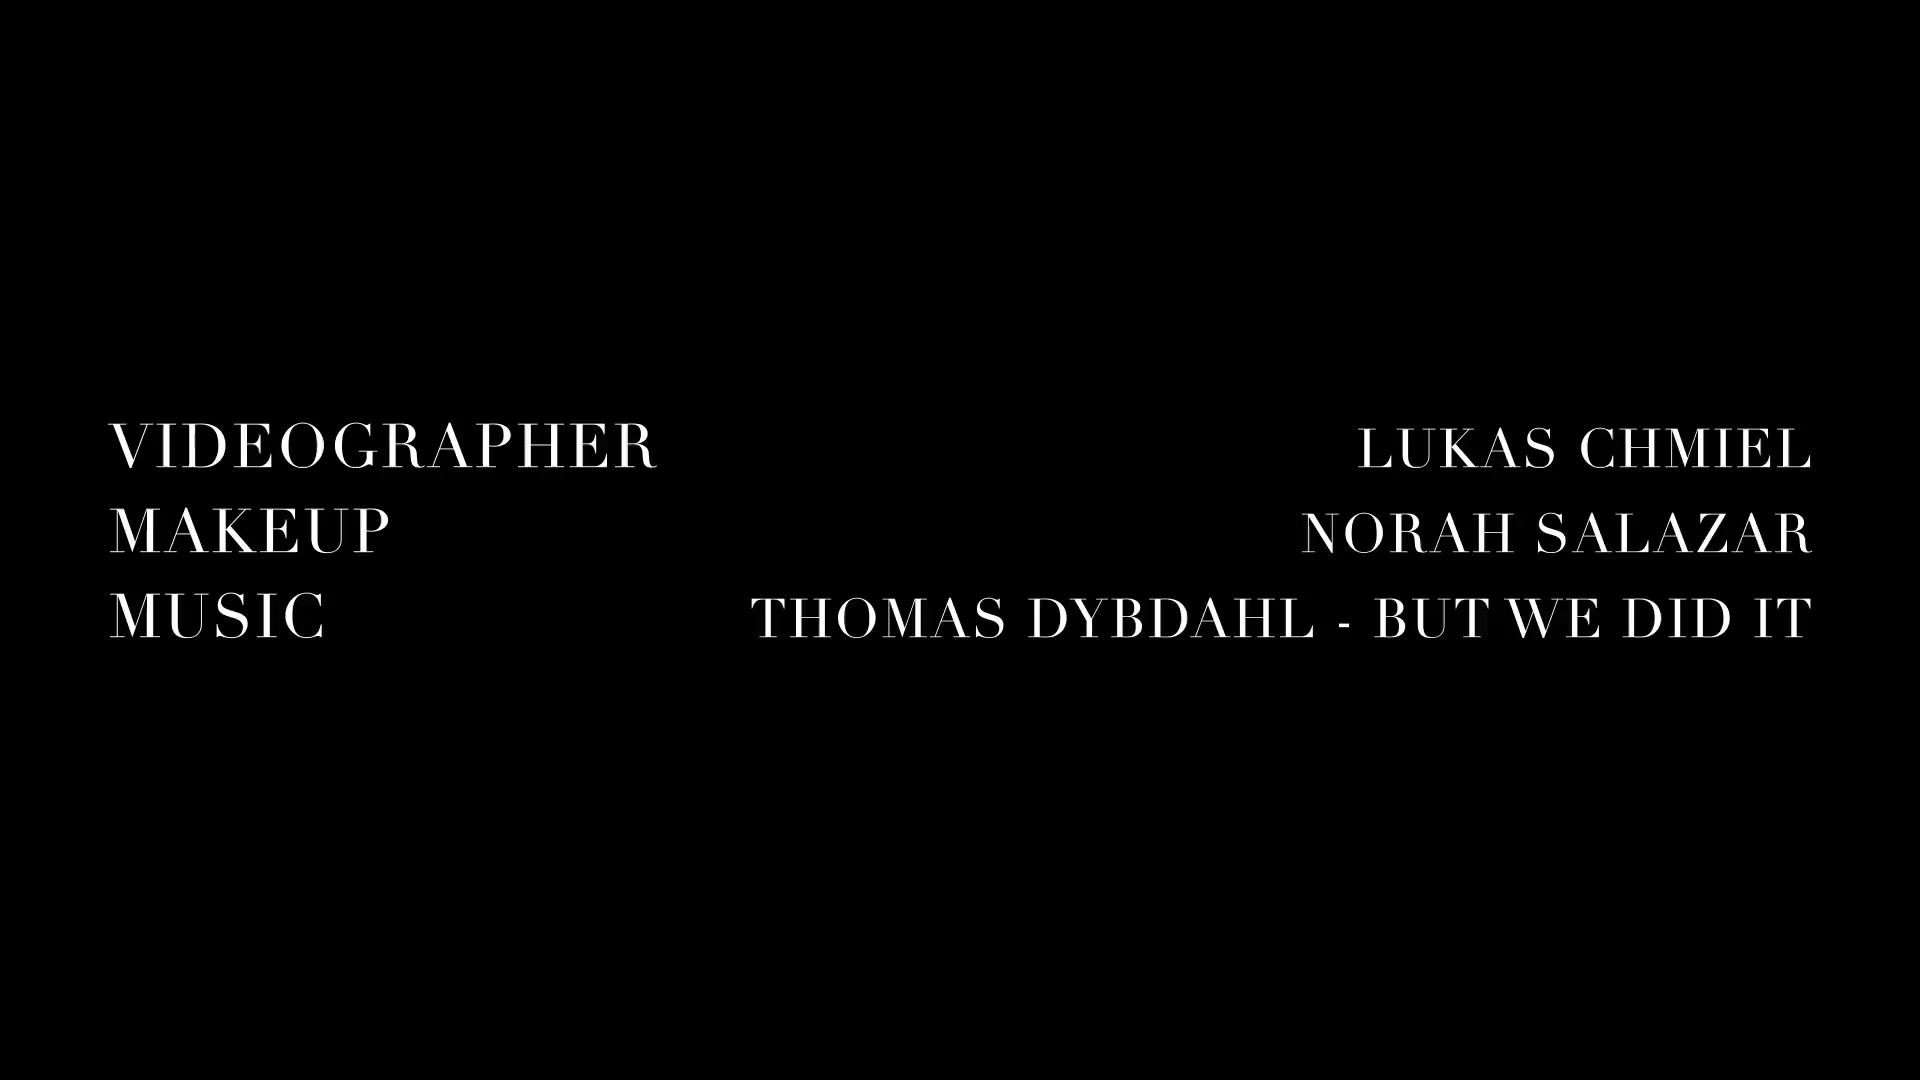 VIDEOGRAPHER LUKAS CHMIEL
MAKEUP NORAH SALAZAR
MUSIC THOMAS DYBDAHL - BUT WE DID IT